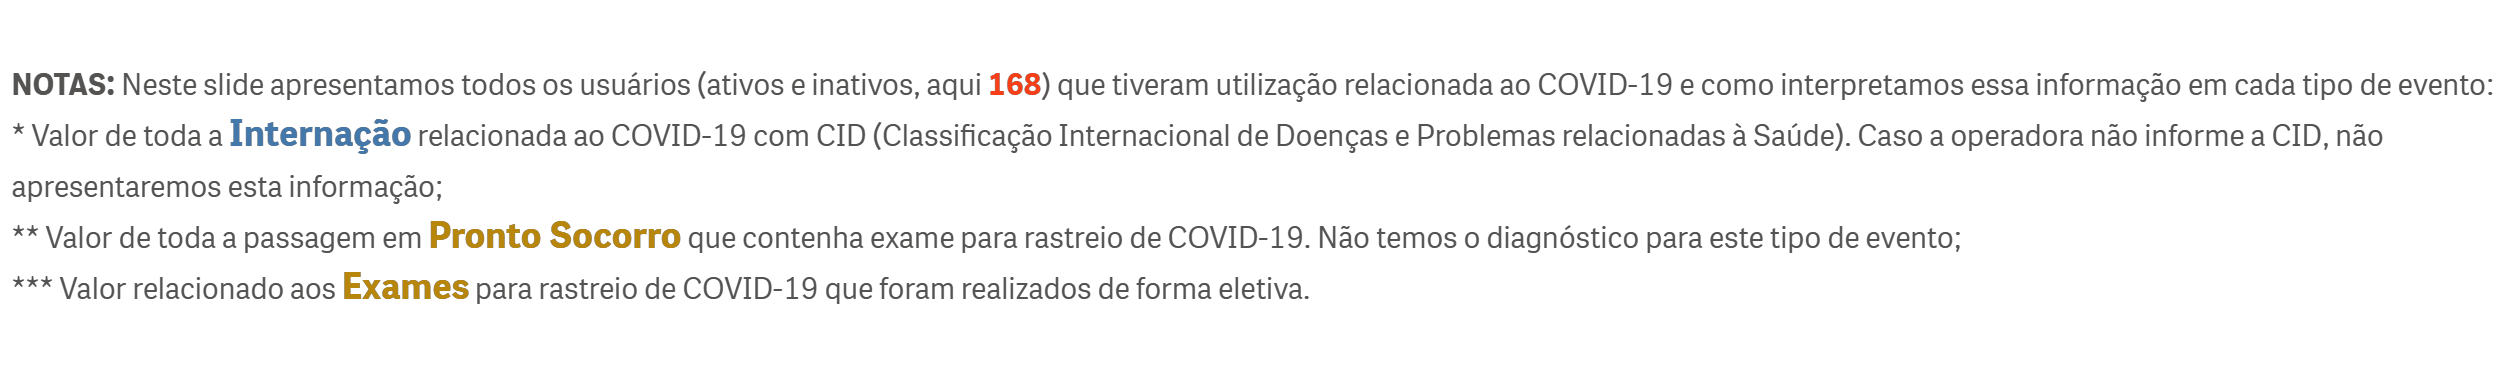 NOTAS: Neste slide apresentamos todos os usuários (ativos e inativos, aqui 168) que tiveram utilização relacionada ao COVID-19 e como interpretamos essa informação em cada tipo de evento:
* Valor de toda a Internação relacionada ao COVID-19 com CID (Classificação Internacional de Doenças e Problemas relacionadas à Saúde). Caso a operadora não informe a CID, não
apresentaremos esta informação;
** Valor de toda a passagem em Pronto Socorro que contenha exame para rastreio de COVID-19. Não temos o diagnóstico para este tipo de evento;
*** Valor relacionado aos Exames para rastreio de COVID-19 que foram realizados de forma eletiva.